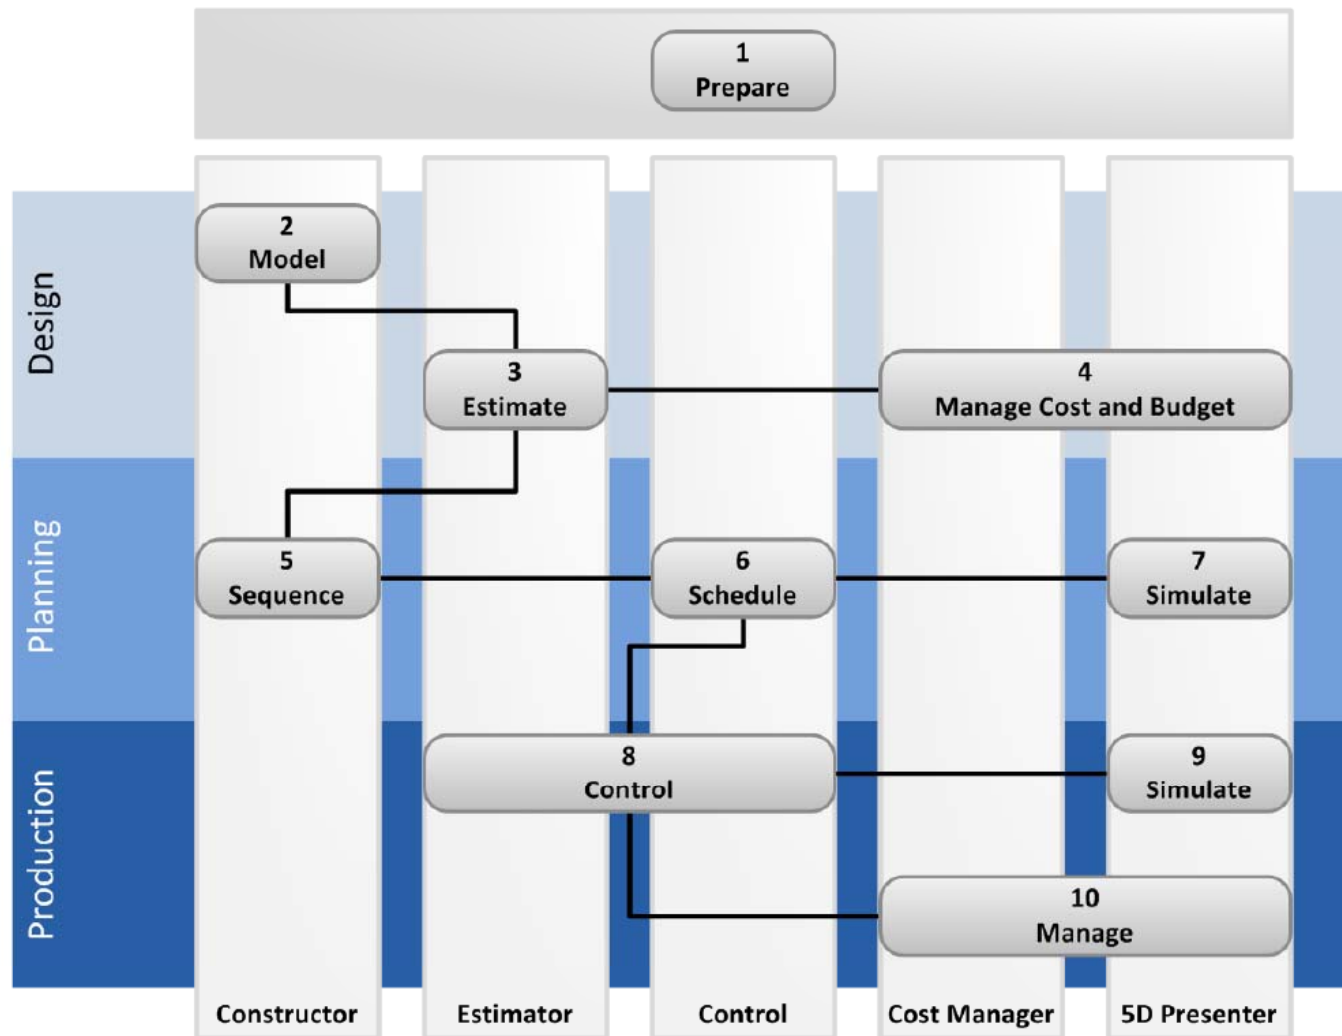 1
Prepare
Design
2
Model
3
Estimate
4
Manage Cost and Budget
Planning
5
Sequence
6
Schedule
7
Simulate
Production
8
Control
9
Simulate
10
Manage
Constructor
Estimator
Control
Cost Manager
5D Presenter